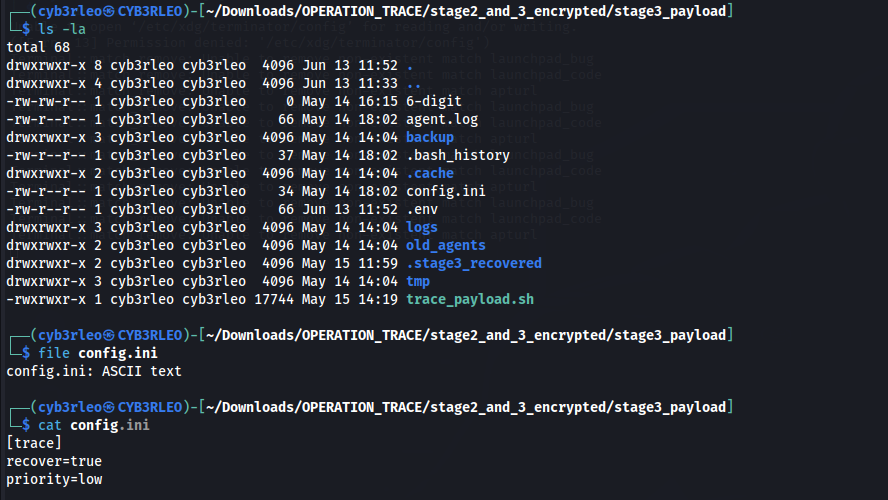 ┌──(cyb3rleo㉿CYB3RLEO)-[~/Downloads/OPERATION_TRACE/stage2_and_3_encrypted/stage3_payload]
└─$ ls -la
total 68
drwxrwxr-x 8 cyb3rleo cyb3rleo  4096 Jun 13 11:52 .
drwxrwxr-x 4 cyb3rleo cyb3rleo  4096 Jun 13 11:33 ..
-rw-rw-r-- 1 cyb3rleo cyb3rleo     0 May 14 16:15 6-digit
-rw-r--r-- 1 cyb3rleo cyb3rleo    66 May 14 18:02 agent.log
drwxrwxr-x 3 cyb3rleo cyb3rleo  4096 May 14 14:04 backup
-rw-r--r-- 1 cyb3rleo cyb3rleo    37 May 14 18:02 .bash_history
drwxrwxr-x 2 cyb3rleo cyb3rleo  4096 May 14 14:04 .cache
-rw-r--r-- 1 cyb3rleo cyb3rleo    34 May 14 18:02 config.ini
-rw-r--r-- 1 cyb3rleo cyb3rleo    66 Jun 13 11:52 .env
drwxrwxr-x 3 cyb3rleo cyb3rleo  4096 May 14 14:04 logs
drwxrwxr-x 2 cyb3rleo cyb3rleo  4096 May 14 14:04 old_agents
drwxrwxr-x 2 cyb3rleo cyb3rleo  4096 May 15 11:59 .stage3_recovered
drwxrwxr-x 3 cyb3rleo cyb3rleo  4096 May 14 14:04 tmp
-rwxrwxr-x 1 cyb3rleo cyb3rleo 17744 May 15 14:19 trace_payload.sh
┌──(cyb3rleo㉿CYB3RLEO)-[~/Downloads/OPERATION_TRACE/stage2_and_3_encrypted/stage3_payload]
└─$ file config.ini
config.ini: ASCII text
┌──(cyb3rleo㉿CYB3RLEO)-[~/Downloads/OPERATION_TRACE/stage2_and_3_encrypted/stage3_payload]
└─$ cat config.ini
[trace]
recover=true
priority=low